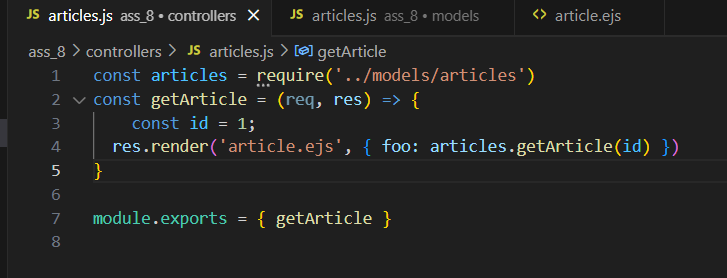 JS articles.js ass_8 • controllers × JS articles.js ass_8 • models <> article.ejs
ass_8 > controllers > JS articles.js > getArticle
1 const articles = require('../models/articles')
2 const getArticle = (req, res) => {
3 const id = 1;
4 res.render('article.ejs', { foo: articles.getArticle(id) })
5 }
6
7 module.exports = { getArticle }
8